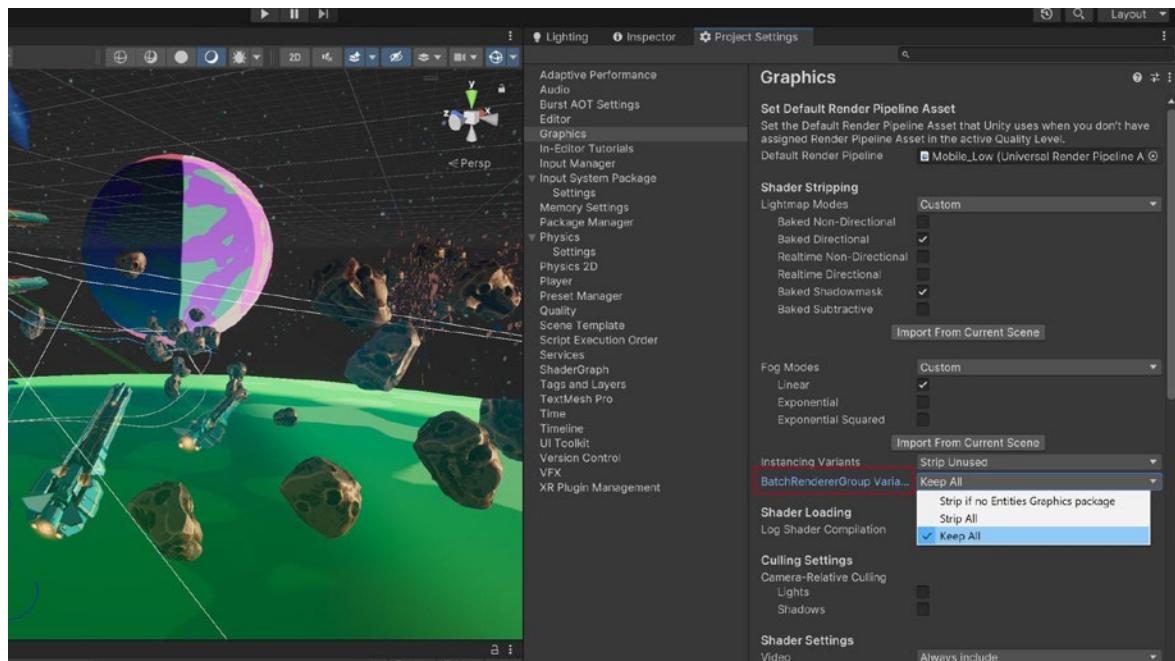 Layout
Lighting
Inspector
Project Settings
2D
y
z
x
Persp
Adaptive Performance
Audio
Burst AOT Settings
Editor
Graphics
In-Editor Tutorials
Input Manager
Input System Package
Settings
Memory Settings
Package Manager
Physics
Settings
Physics 2D
Player
Preset Manager
Quality
Scene Template
Script Execution Order
Services
ShaderGraph
Tags and Layers
TextMesh Pro
Time
Timeline
UI Toolkit
Version Control
VFX
XR Plugin Management
Graphics
Set Default Render Pipeline Asset
Set the Default Render Pipeline Asset that Unity uses when you don't have
assigned Render Pipeline Asset in the active Quality Level.
Default Render Pipeline Mobile_Low (Universal Render Pipeline A
Shader Stripping
Lightmap Modes Custom
Baked Non-Directional
Baked Directional
Realtime Non-Directional
Realtime Directional
Baked Shadowmask
Baked Subtractive
Import From Current Scene
Fog Modes Custom
Linear
Exponential
Exponential Squared
Import From Current Scene
Instancing Variants Strip Unused
BatchRendererGroup Varia... Keep All
Strip if no Entities Graphics package
Strip All
Keep All
Shader Loading
Log Shader Compilation
Culling Settings
Camera-Relative Culling
Lights
Shadows
Shader Settings
Video Always include